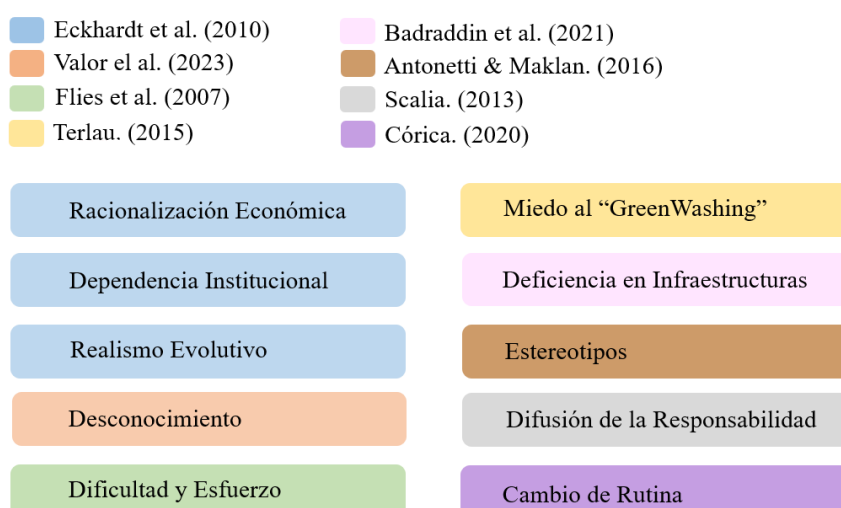 Eckhardt et al. (2010)
Valor el al. (2023)
Flies et al. (2007)
Terlau. (2015)
Badraddin et al. (2021)
Antonetti & Maklan. (2016)
Scalia. (2013)
Córica. (2020)
Racionalización Económica
Dependencia Institucional
Realismo Evolutivo
Desconocimiento
Dificultad y Esfuerzo
Miedo al “GreenWashing”
Deficiencia en Infraestructuras
Estereotipos
Difusión de la Responsabilidad
Cambio de Rutina